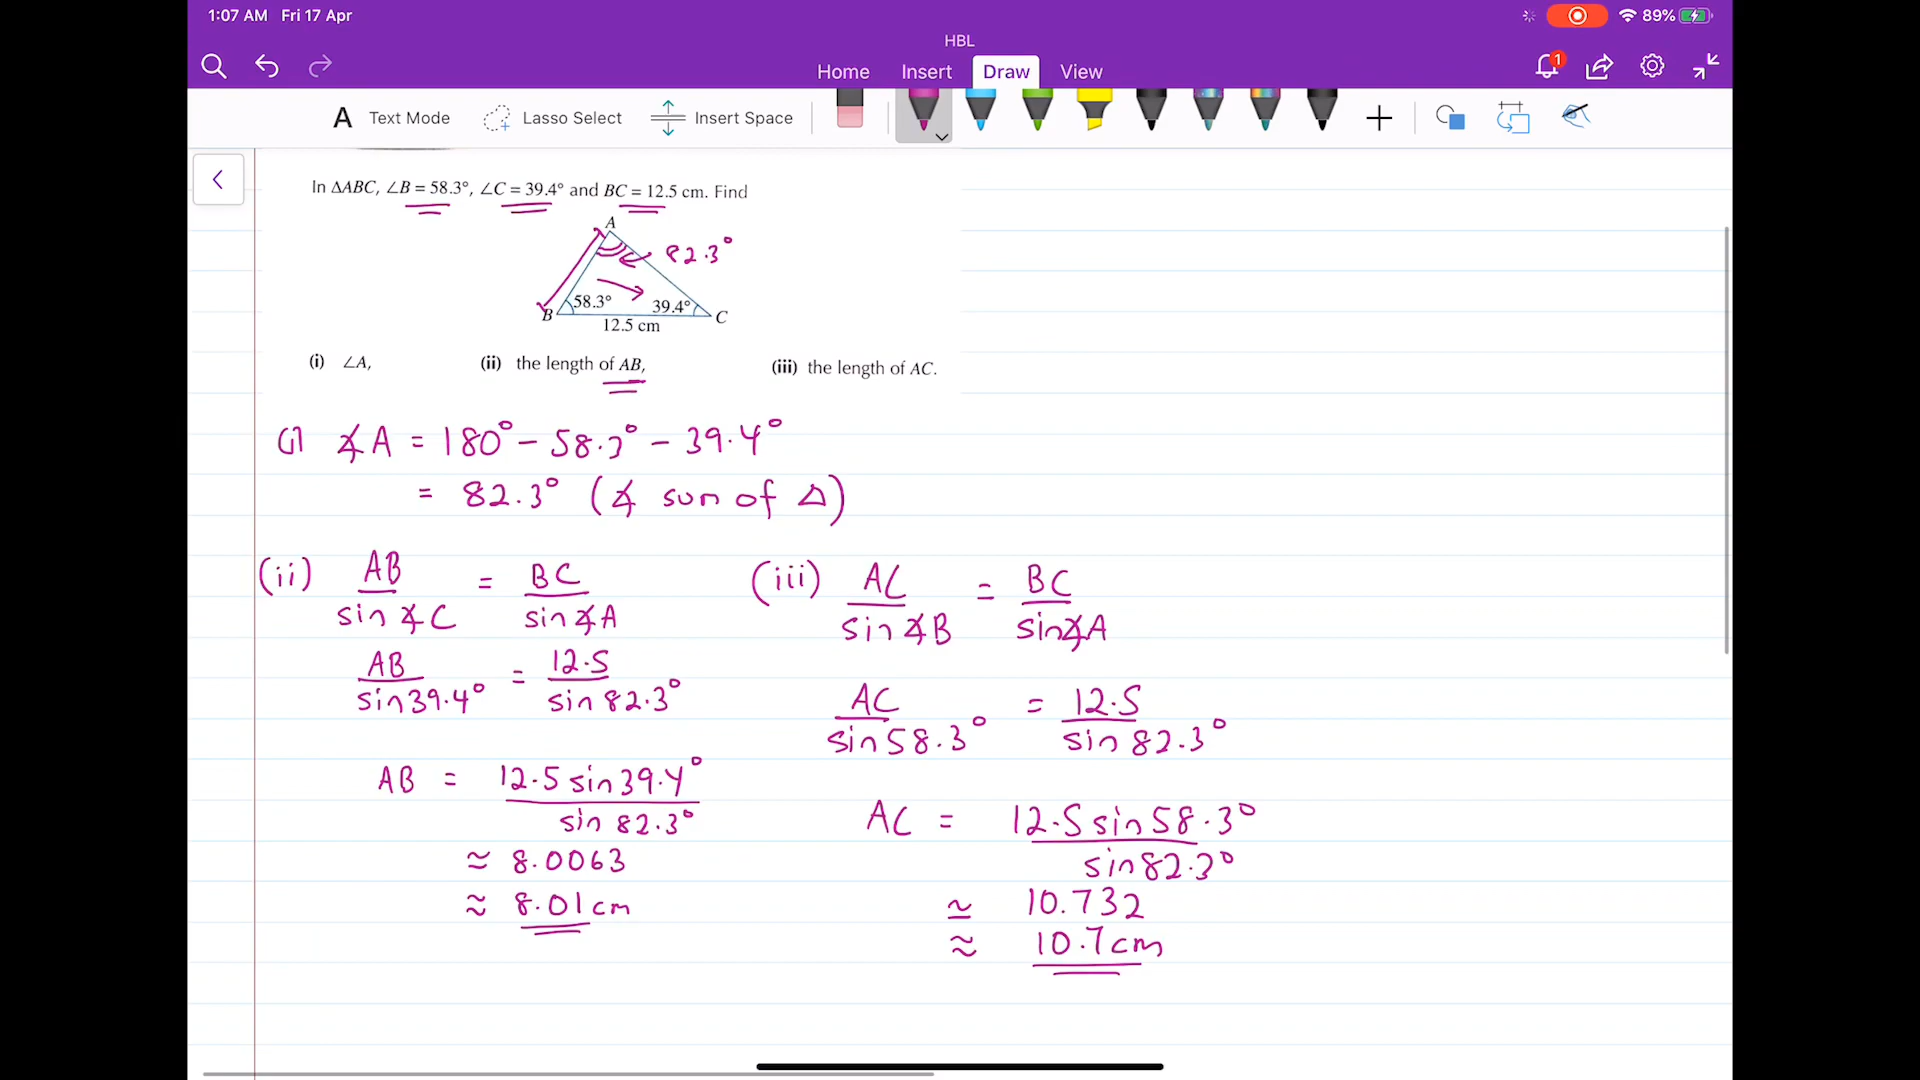 1:07 AM Fri 17 Apr
89%
HBL
Home Insert Draw View
1
A Text Mode Lasso Select Insert Space
In ΔABC, ∠B = 58.3°, ∠C = 39.4° and BC = 12.5 cm. Find
A
82.3°
58.3° 39.4°
B C
12.5 cm
(i) ∠A, (ii) the length of AB, (iii) the length of AC.
(i) ∡A = 180° - 58.3° - 39.4°
= 82.3° (∡ sum of Δ)
(ii) AB / sin ∡C = BC / sin ∡A
AB / sin 39.4° = 12.5 / sin 82.3°
AB = 12.5 sin 39.4° / sin 82.3°
≈ 8.0063
≈ 8.01 cm
(iii) AC / sin ∡B = BC / sin ∡A
AC / sin 58.3° = 12.5 / sin 82.3°
AC = 12.5 sin 58.3° / sin 82.3°
≃ 10.732
≈ 10.7 cm